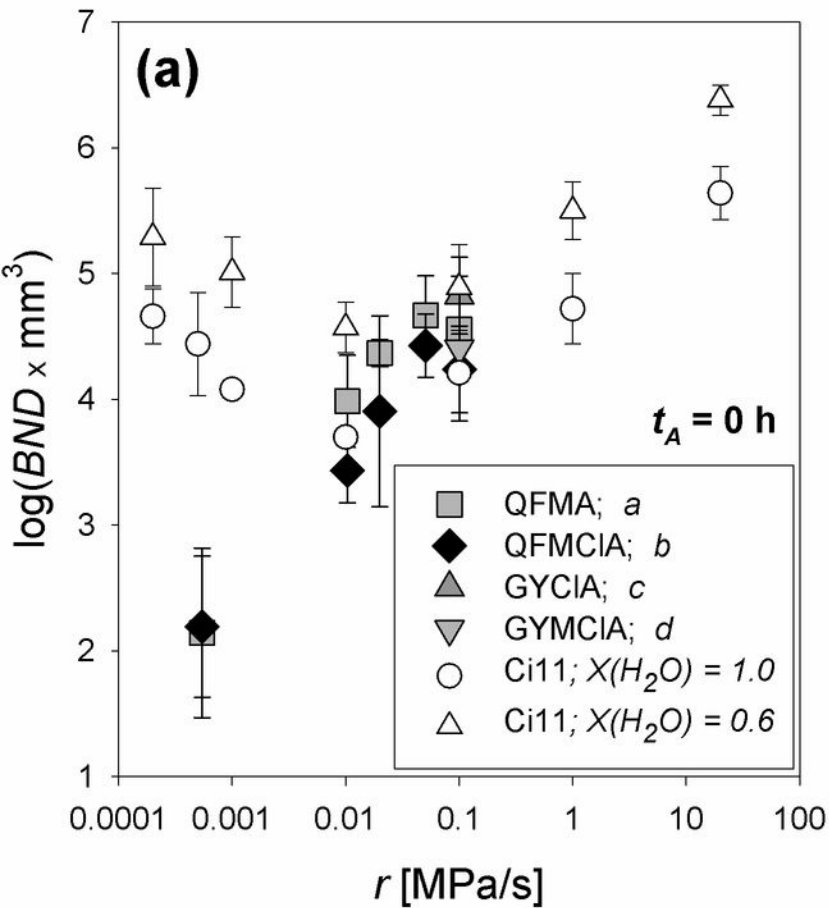 (a)
7
6
5
4
3
2
1
log(BND x mm³)
t_A = 0 h
QFMA; a
QFMClA; b
GYClA; c
GYMClA; d
Ci11; X(H₂O) = 1.0
Ci11; X(H₂O) = 0.6
0.0001 0.001 0.01 0.1 1 10 100
r [MPa/s]